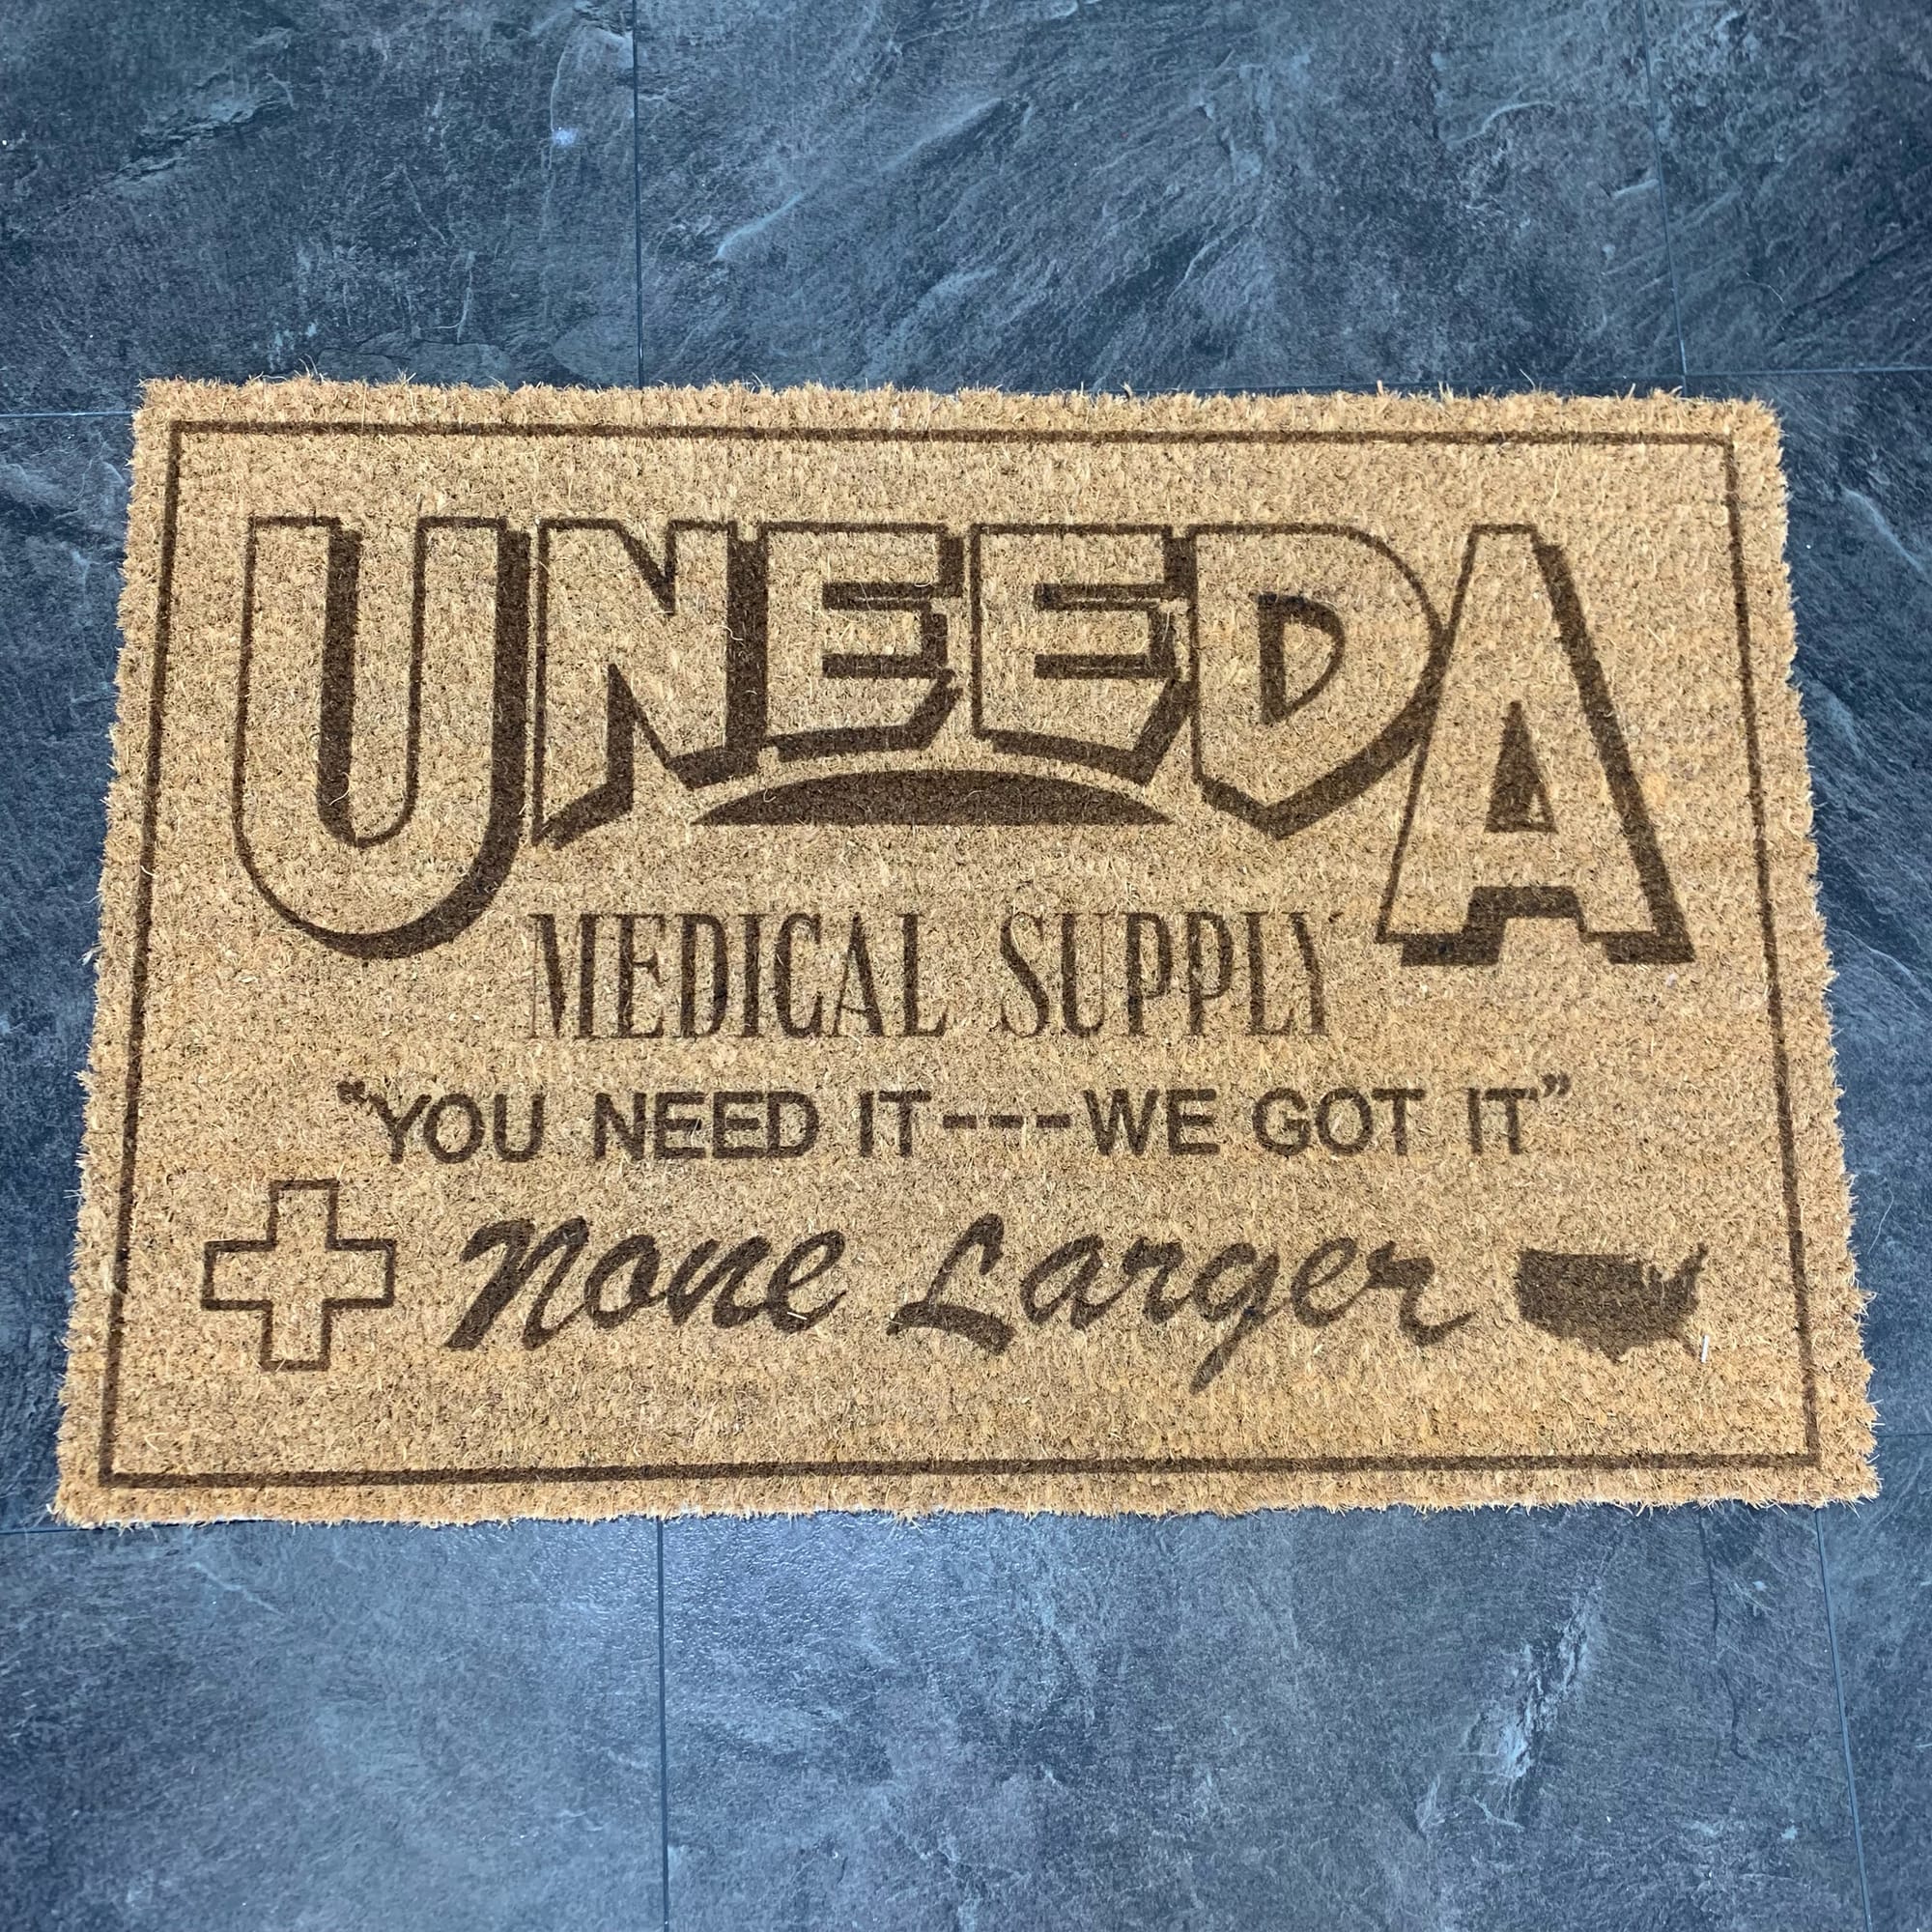 UNEEDA
MEDICAL SUPPLY
"YOU NEED IT---WE GOT IT"
None Larger